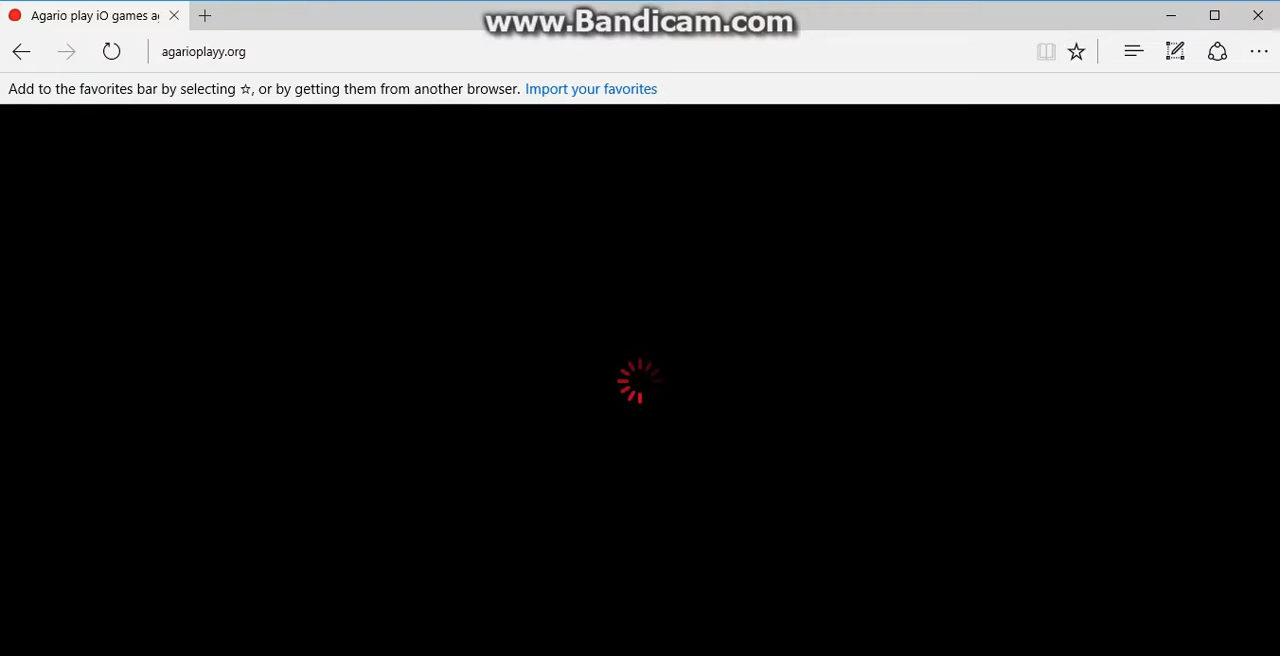 www.Bandicam.com
Agario play iO games a
agarioplayy.org
Add to the favorites bar by selecting ☆, or by getting them from another browser. Import your favorites